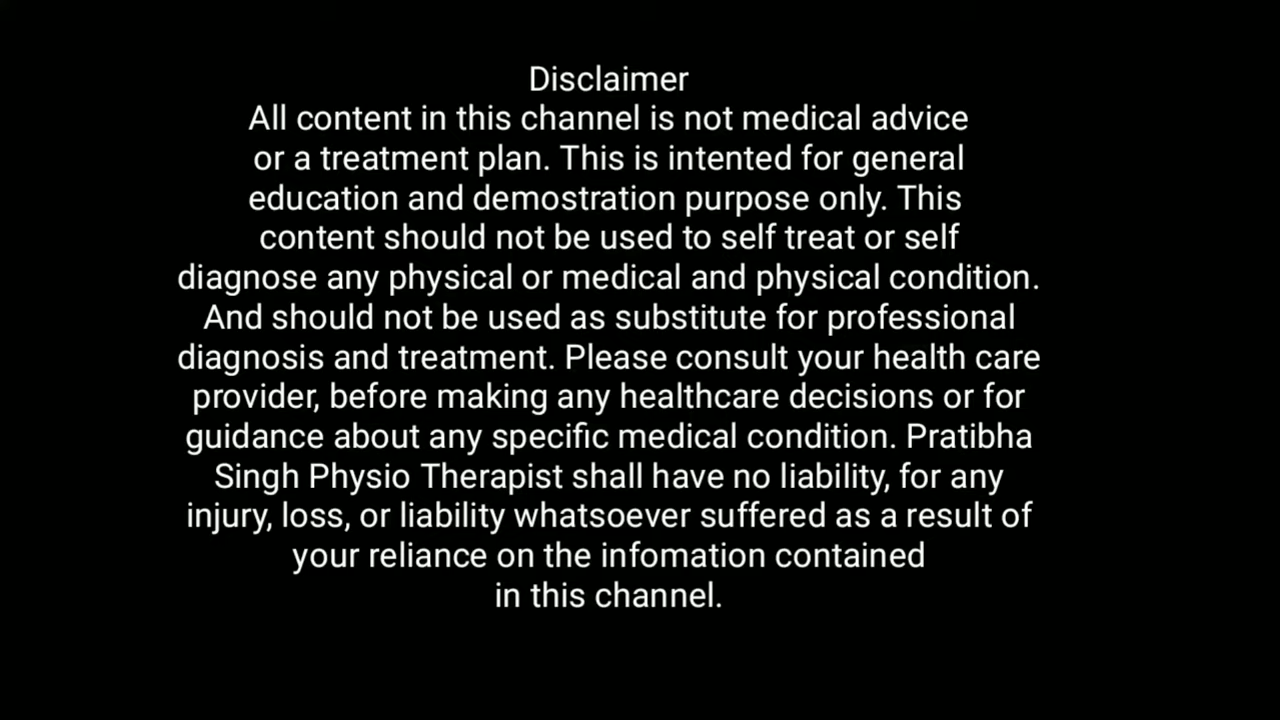 Disclaimer
All content in this channel is not medical advice
or a treatment plan. This is intented for general
education and demostration purpose only. This
content should not be used to self treat or self
diagnose any physical or medical and physical condition.
And should not be used as substitute for professional
diagnosis and treatment. Please consult your health care
provider, before making any healthcare decisions or for
guidance about any specific medical condition. Pratibha
Singh Physio Therapist shall have no liability, for any
injury, loss, or liability whatsoever suffered as a result of
your reliance on the infomation contained
in this channel.